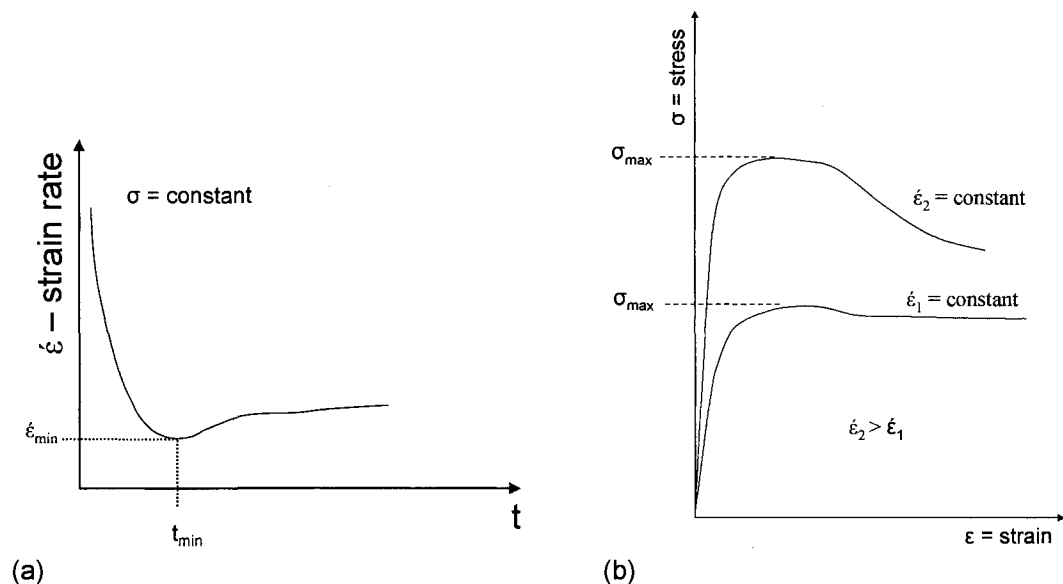 έ – strain rate
σ = constant
έmin
tmin
t
(a)
σ = stress
σmax
έ₂ = constant
σmax
έ₁ = constant
έ₂ > έ₁
ε = strain
(b)